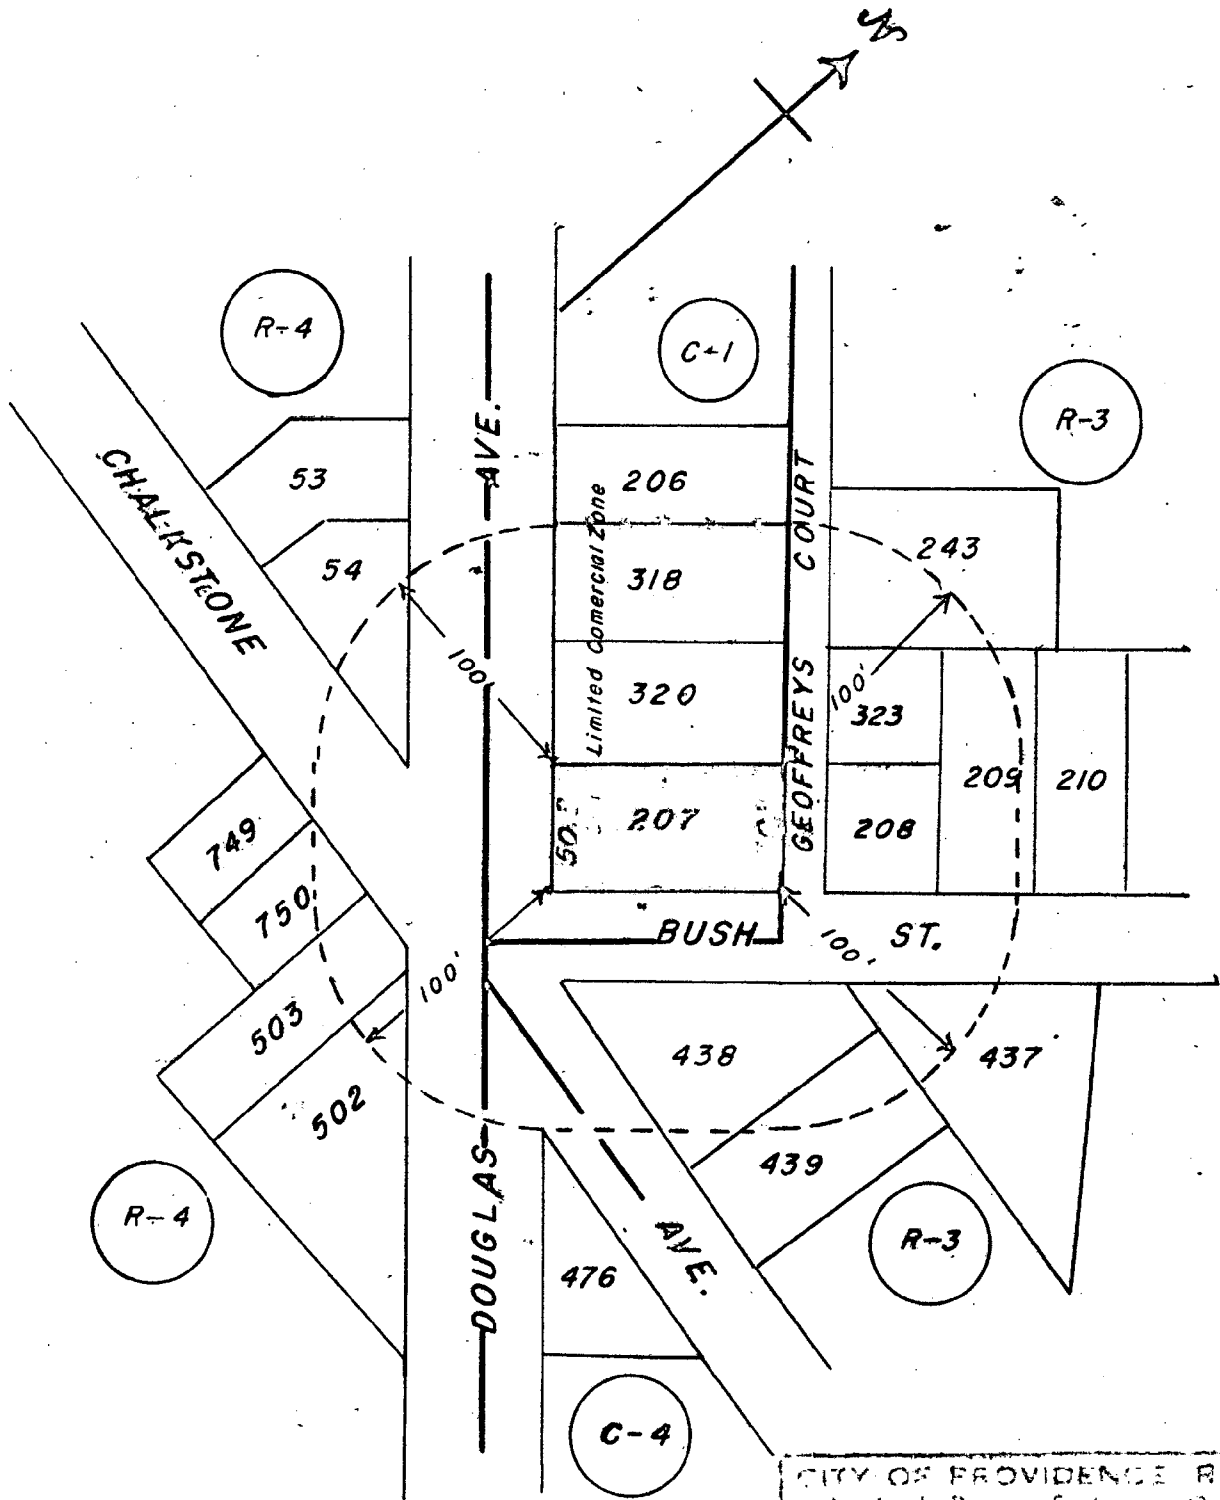 N
R-4
C-1
R-3
CHALKSTONE
AVE.
53
54
206
318
320
207
Limited Comercial Zone
GEOFFREYS COURT
243
323
209
210
208
100'
100'
50.
BUSH ST.
100'
100'
749
750
503
502
438
437
439
R-4
R-3
DOUGLAS
AVE.
476
C-4
CITY OF PROVIDENCE R